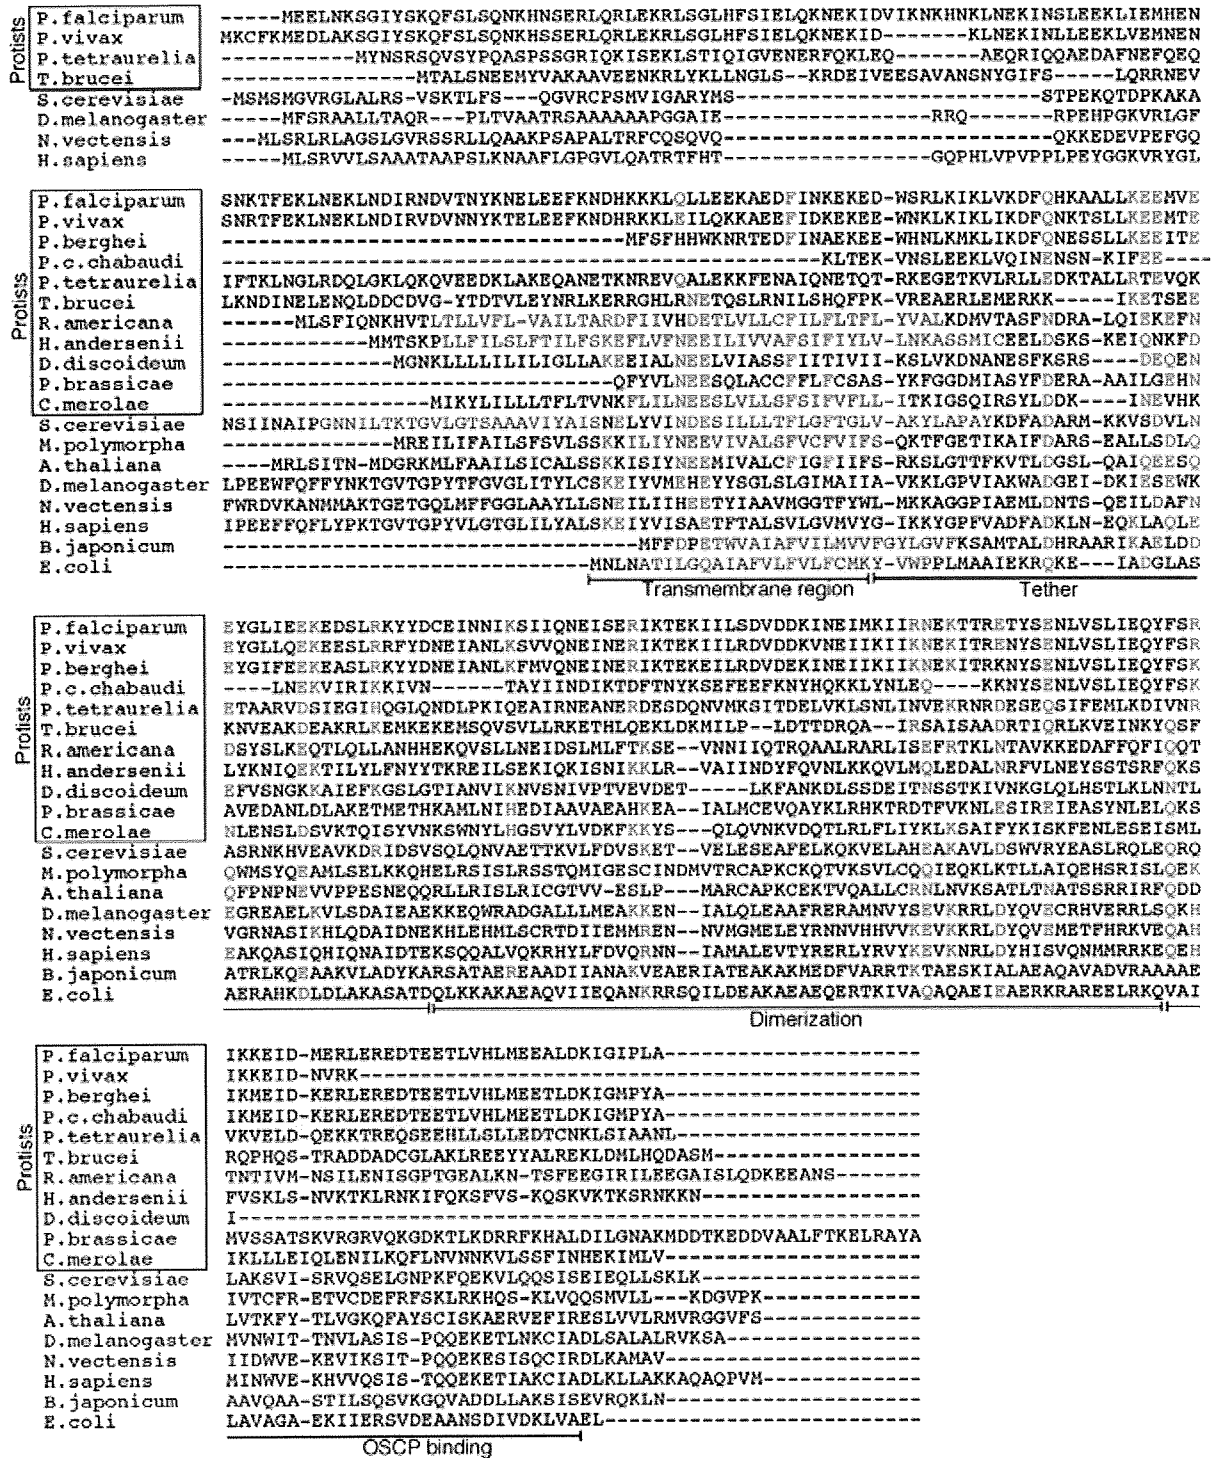 Protists
P.falciparum -----MEELNKSGIYSKQFSLSQNKHNSERLQRLEKRLSGLHFSIELQKNEKIDVIKNKHNKLNEKINSLEEKLIEMHEN
P.vivax MKCFKMEDLAKSGIYSKQFSLSQNKHSSERLQRLEKRLSGLHFSIELQKNEKID--------KLNEKINLLEEKLVEMNEN
P.tetraurelia -----------MYNSRSQVSYPQASPSSGRIQKISEKLSTIQIGVENERFQKLEQ-------AEQRIQQAEDAFNEFQEQ
T.brucei ----------------MTALSNEEMYVAKAAVEENKRLYKLLNGLS--KRDEIVEESAVANSNYGIFS-----LQRRNEV
S.cerevisiae -MSMSMGVRGLALRS-VSKTLFS---QGVRCPSMVIGARYMS-------------------------STPEKQTDPKAKA
D.melanogaster -----MFSRAALLTAQR---PLTVAATRSAAAAAAPGGAIE-----------------RRQ------RPEHPGKVRLGF
N.vectensis ---MLSRLRLAGSLGVRSSRLLQAAKPSAPALTRFCQSQVQ---------------------------QKKEDEVPEFGQ
H.sapiens -----MLSRVVLSAAATAAPSLKNAAFLGPGVLQATRTFHT-----------------GQPHLVPVPPLPEYGGKVRYGL
Protists
P.falciparum SNKTFEKLNEKLNDIRNDVTNYKNELEEFKNDHKKKLQLLEEKAEDFINKEKED-WSRLKIKLVKDFQHKAALLKEEMVE
P.vivax SNRTFEKLNEKLNDIRVDVNNYKTELEEFKNDHRKKLEILQKKAEEFIDKEKEE-WNKLKIKLIKDFQNKTSLLKEEMTE
P.berghei ---------------------------------MFSFHHWKNRTEDFINAEKEE-WHNLKMKLIKDFQNESSLLKEEITE
P.c.chabaudi -------------------------------------------------KLTEK-VNSLEEKLVQINENSN-KIFEE----
P.tetraurelia IFTKLNGLRDQLGKLQKQVEEDKLAKEQANETKNREVQALEKKFENAIQNETQT-RKEGETKVLRLLEDKTALLRTEVQK
T.brucei LKNDINELENQLDDCDVG-YTDTVLEYNRLKERRGHLRNETQSLRNILSHQFPK-VREAERLEMERKK-----IKETSEE
R.americana ------MLSFIQNKHVTLTLLVFL-VAILTARDFIIVHDETLVLLCFILFLTFL-YVALKDMVTASFNDRA-LQIEKEFN
H.andersenii ----------MMTSKPLLFILSLFTILFSKEFLVFNEEILIVVAFSIFIYLV-LNKASSMICEELDSKS-KEIQNKFD
D.discoideum --------------MGNKLLLLILILIGLLAKEEIALNEELVIASSFIITIVII-KSLVKDNANESFKSRS----DEQEN
P.brassicae --------------------------------QFYVLNEESQLACCFFLFCSAS-YKFGGDMIASYFDERA-AAILGEHN
C.merolae -----------------MIKYLILLLTFLTVNKFLILNEESLVLLSFSIFVFLL-ITKIGSQIRSYLDDK----INEVHK
S.cerevisiae NSIINAIPGNNILTKTGVLGTSAAAVIYAISNELYVINDESILLLTFLGFTGLV-AKYLAPAYKDFADARM-KKVSDVLN
M.polymorpha --------------MREILIFAILSFSVLSSKKILIYNEEVIVALSFVCFVIFS-QKTFGETIKAIFDARS-EALLSDLQ
A.thaliana ----MRLSITN-MDGRKMLFAAILSICALSSKKISIYNEEMIVALCFIGFIIFS-RKSLGTTFKVTLDGSL-QAIQEESQ
D.melanogaster LPEEWFQFFYNKTGVTGPYTFGVGLITYLCSKEIYVMEHEYYSGLSLGIMAIIA-VKKLGPVIAKWADGEI-DKIESEWK
N.vectensis FWRDVKANMMAKTGETGQLMFFGGLAAYLLSNEILIIHEETYIAAVMGGTFYWL-MKKAGGPIAEMLDNTS-QEILDAFN
H.sapiens IPEEFFQFLYPKTGVTGPYVLGTGLILYALSKEIYVISAETFTALSVLGVMVYG-IKKYGPFVADFADKLN-EQKLAQLE
B.japonicum ----------------------------------MFFDPETWVAIAFVILMVVFGYLGVFKSAMTALDHRAARIKAELDD
E.coli ------------------------------MNLNATILGQAIAFVLFVLFCMKY-VWPPLMAAIEKRQKE---IADGLAS
Transmembrane region Tether
Protists
P.falciparum EYGLIEEKEDSLRKYYDCEINNIKSIIQNEISERIKTEKIILSDVDDKINEIMKIIRNEKTTRETYSENLVSLIEQYFSR
P.vivax EYGLLQEKEESLRRFYDNEIANLKSVVQNEINERIKTEKIILRDVDDKVNEIIKIIKNEKITRENYSENLVSLIEQYFSR
P.berghei EYGIFEEKEASLRKYYDNEIANLKFMVQNEINERIKTEKEILRDVDEKINEIIKIIKNEKITRKNYSENLVSLIEQYFSK
P.c.chabaudi ----LNEKVIRIKKIVN------TAYIINDIKTDFTNYKSEFEEFKNYHQKKLYNLEQ----KKNYSENLVSLIEQYFSK
P.tetraurelia ETAARVDSIEGIHQGLQNDLPKIQEAIRNEANERDESDQNVMKSITDELVKLSNLINVEKRNRDESEQSIFEMLKDIVNR
T.brucei KNVEAKDEAKRLKEMKEKEMSQVSVLLRKETHLQEKLDKMILP--LDTTDRQA--IRSAISAADRTIQRLKVEINKYQSF
R.americana DSYSLKEQTLQLLANHHEKQVSLLNEIDSLMLFTKSE--VNNIIQTRQAALRARLISEFRTKLNTAVKKEDAFFQFIQQT
H.andersenii LYKNIQEKTILYLFNYYTKREILSEKIQKISNIKKLR--VAIINDYFQVNLKKQVLMQLEDALNRFVLNEYSSTSRFQKS
D.discoideum EFVSNGKKAIEFKGSLGTIANVIKNVSNIVPTVEVDET----LKFANKDLSSDEITNSSTKIVNKGLQLHSTLKLNNTL
P.brassicae AVEDANLDLAKETMETHKAMLNIHEDIAAVAEAHKEA--IALMCEVQAYKLRHKTRDTFVKNLESIREIEASYNLELQKS
C.merolae NLENSLDSVKTQISYVNKSWNYLHGSVYLVDKFKKYS--QLQVNKVDQTLRLFLIYKLKSAIFYKISKFENLESEISML
S.cerevisiae ASRNKHVEAVKDRIDSVSQLQNVAETTKVLFDVSKET--VELESEAFELKQKVELAHEAKAVLDSWVRYEASLRQLEQRQ
M.polymorpha QWMSYQEAMLSELKKQHELRSISLRSSTQMIGESCINDMVTRCAPKCKQTVKSVLCQQIEQKLKTLLAIQEHSRISLQEK
A.thaliana QFPNPNEVVPPESNEQQRLLRISLRICGTVV-ESLP--MARCAPKCEKTVQALLCRNLNVKSATLTNATSSRRIRFQDD
D.melanogaster EGREAELKVLSDAIEAEKKEQWRADGALLLMEAKKEN--IALQLEAAFRERAMNVYSEVKRRLDYQVECRHVERRLSQKH
N.vectensis VGRNASIKHLQDAIDNEKHLEHMLSCRTDIIEMMREN--NVMGMELEYRNNVHHVVKEVKKRLDYQVEMETFHRKVEQAH
H.sapiens EAKQASIQHIQNAIDTEKSQQALVQKRHYLFDVQRNN--IAMALEVTYRERLYRVYKEVKNRLDYHISVQNMMRRKEQEH
B.japonicum ATRLKQEAAKVLADYKARSATAEREAADIIANAKVEAERIATEAKAKMEDFVARRTKTAESKIALAEAQAVADVRAAAAE
E.coli AERAHKDLDLAKASATDQLKKAKAEAQVIIEQANKRRSQILDEAKAEAEQERTKIVAQAQAEIEAERKRAREELRKQVAI
Dimerization
Protists
P.falciparum IKKEID-MERLEREDTEETLVHLMEEALDKIGIPLA---------------------
P.vivax IKKEID-NVRK----------------------------------------------
P.berghei IKMEID-KERLEREDTEETLVHLMEETLDKIGMPYA---------------------
P.c.chabaudi IKMEID-KERLEREDTEETLVHLMEETLDKIGMPYA---------------------
P.tetraurelia VKVELD-QEKKTREQSEEHLLSLLEDTCNKLSIAANL--------------------
T.brucei RQPHQS-TRADDADCGLAKLREEYYALREKLDMLHQDASM-----------------
R.americana TNTIVM-NSILENISGPTGEALKN-TSFEEGIRILEEGAISLQDKEEANS-------
H.andersenii FVSKLS-NVKTKLRNKIFQKSFVS-KQSKVKTKSRNKKN------------------
D.discoideum I--------------------------------------------------------
P.brassicae MVSSATSKVRGRVQKGDKTLKDRRFKHALDILGNAKMDDTKEDDVAALFTKELRAYA
C.merolae IKLLLEIQLENILKQFLNVNNKVLSSFINHEKIMLV---------------------
S.cerevisiae LAKSVI-SRVQSELGNPKFQEKVLQQSISEIEQLLSKLK------------------
M.polymorpha IVTCFR-ETVCDEFRFSKLRKHQS-KLVQQSMVLL---KDGVPK-------------
A.thaliana LVTKFY-TLVGKQFAYSCISKAERVEFIRESLVVLRMVRGGVFS-------------
D.melanogaster MVNWIT-TNVLASIS-PQQEKETLNKCIADLSALALRVKSA----------------
N.vectensis IIDWVE-KEVIKSIT-PQQEKESISQCIRDLKAMAV---------------------
H.sapiens MINWVE-KHVVQSIS-TQQEKETIAKCIADLKLLAKKAQAQPVM-------------
B.japonicum AAVQAA-STILSQSVKGQVADDLLAKSISEVRQKLN---------------------
E.coli LAVAGA-EKIIERSVDEAANSDIVDKLVAEL--------------------------
OSCP binding